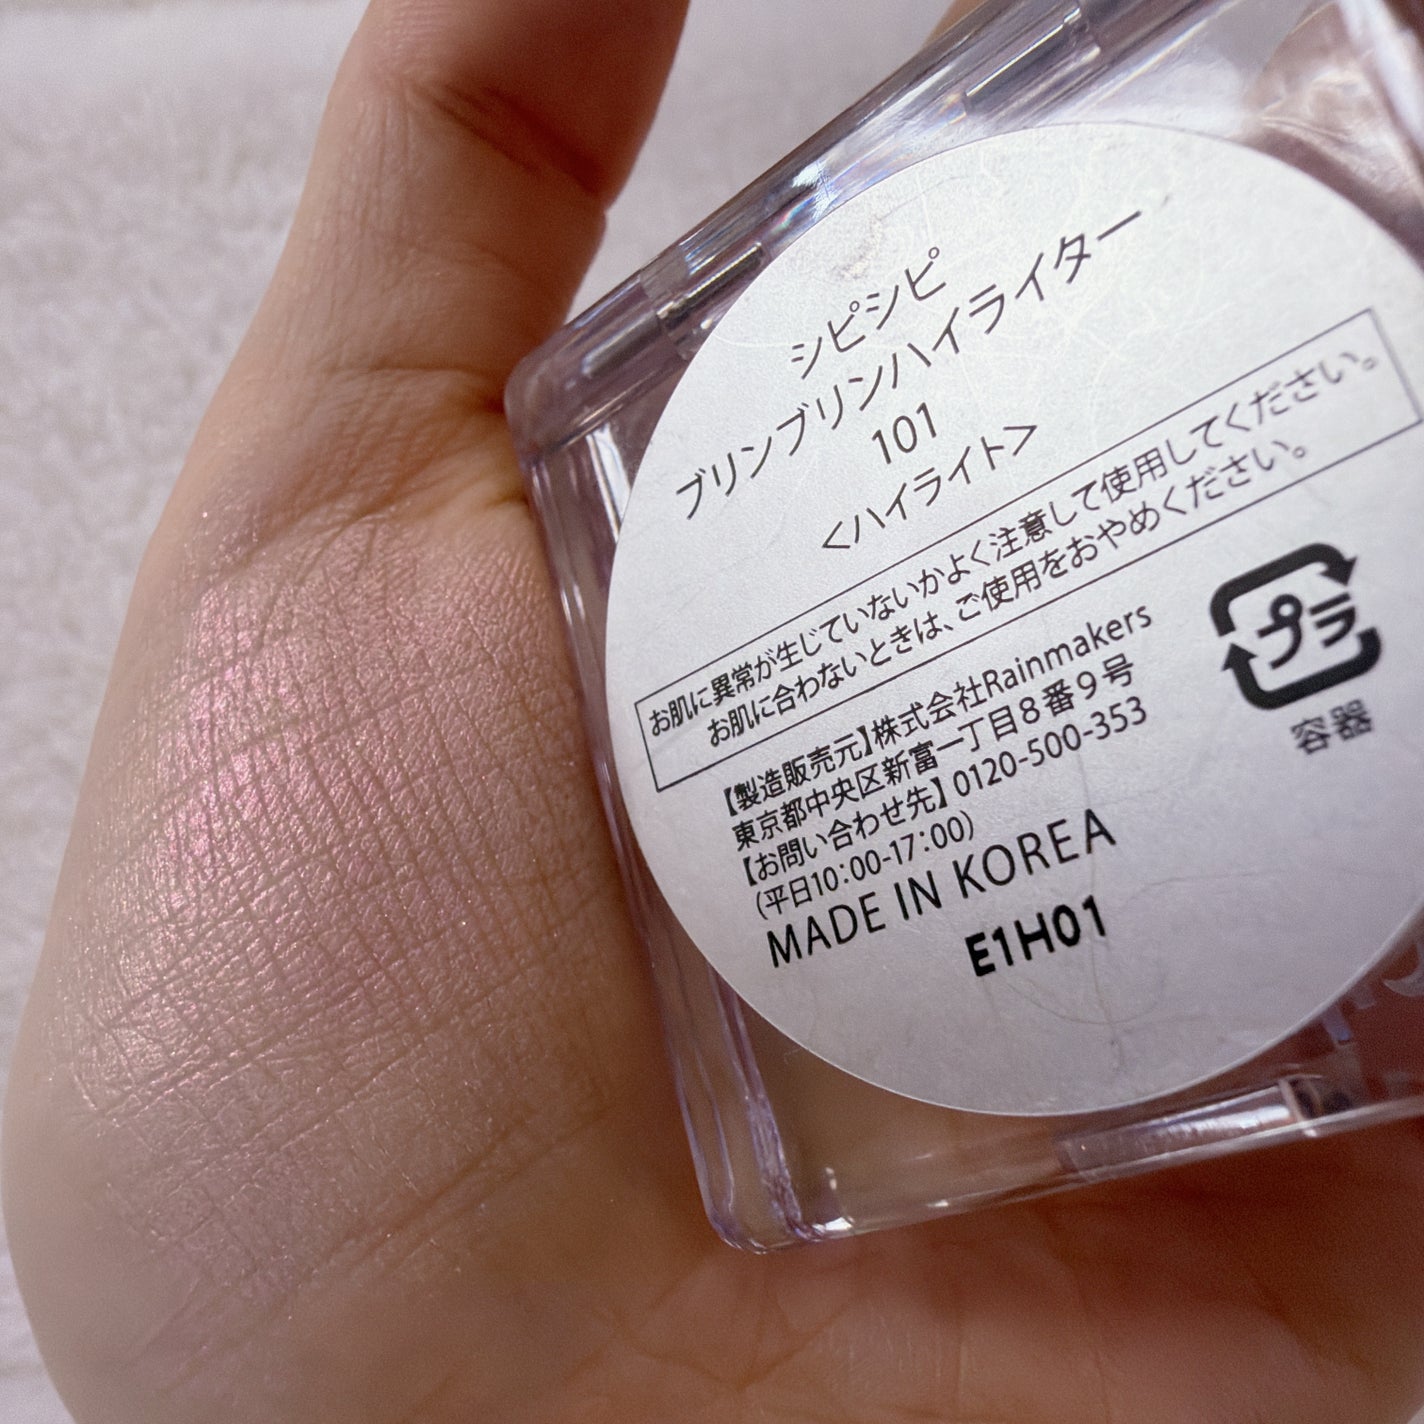 シピシピ
ブリンブリンハイライター
101
<ハイライト>
お肌に異常が生じていないかよく注意して使用してください。
お肌に合わないときは、ご使用をおやめください。
【製造販売元】株式会社Rainmakers
東京都中央区新富一丁目8番9号
【お問い合わせ先】0120-500-353
(平日10:00-17:00)
MADE IN KOREA
E1H01
プラ
容器